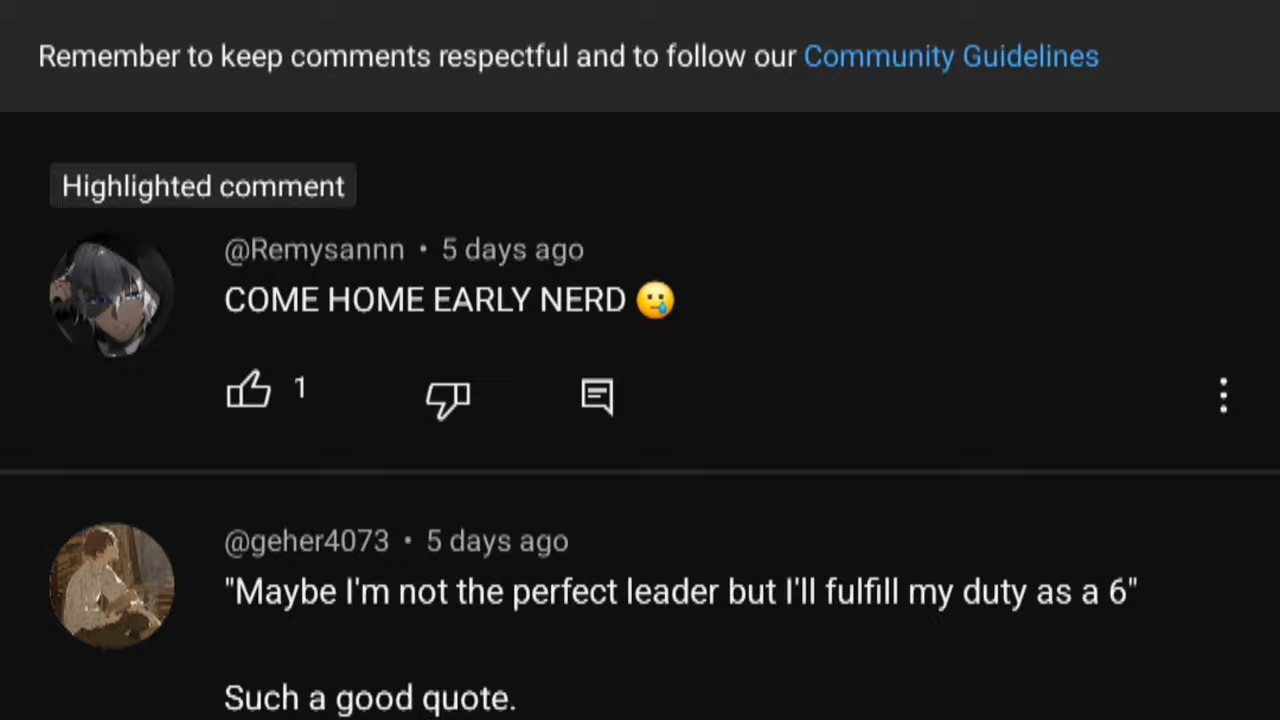 Remember to keep comments respectful and to follow our Community Guidelines
Highlighted comment
@Remysannn • 5 days ago
COME HOME EARLY NERD 🥲
1
@geher4073 • 5 days ago
"Maybe I'm not the perfect leader but I'll fulfill my duty as a 6"
Such a good quote.